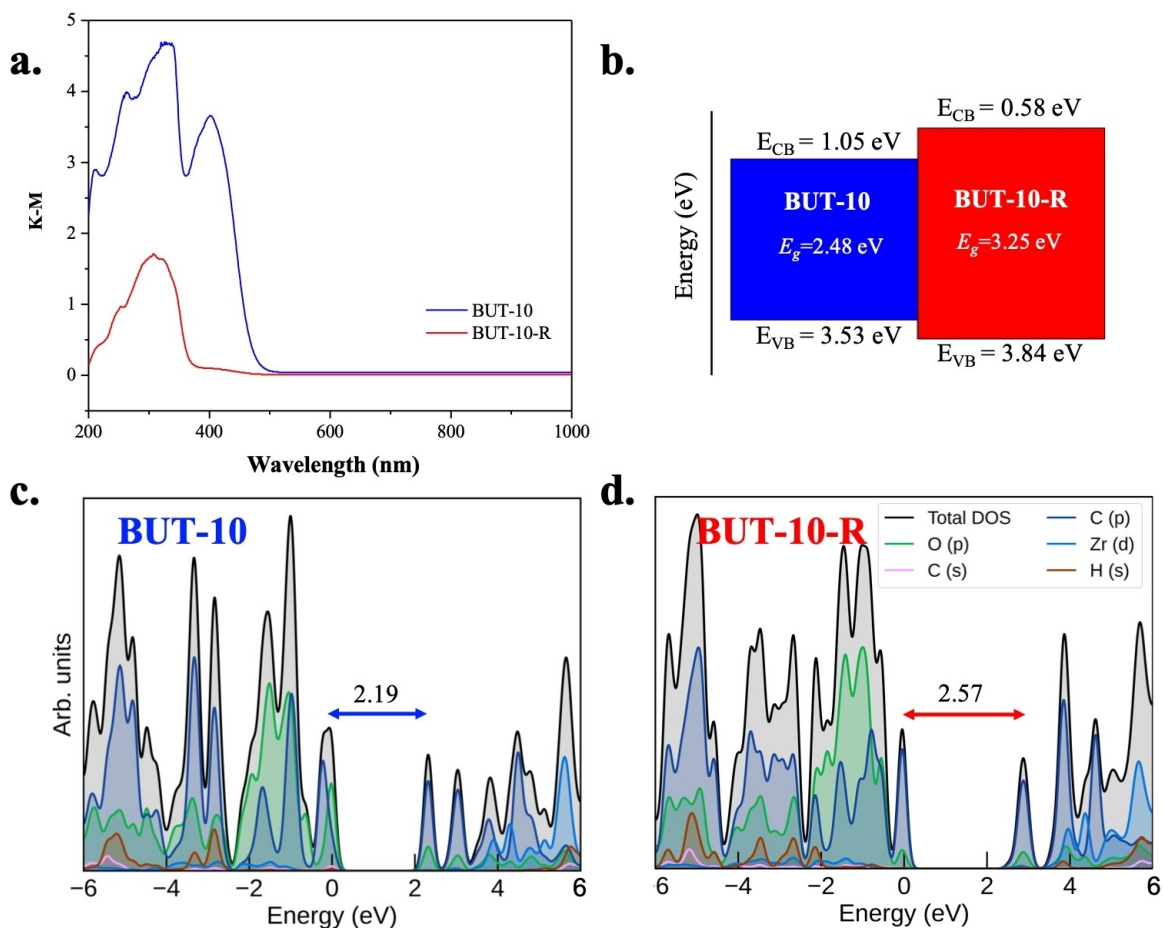 a.
5
4
3
2
1
0
K-M
BUT-10
BUT-10-R
200 400 600 800 1000
Wavelength (nm)
b.
Energy (eV)
E_CB = 1.05 eV
E_CB = 0.58 eV
BUT-10
E_g=2.48 eV
BUT-10-R
E_g=3.25 eV
E_VB = 3.53 eV
E_VB = 3.84 eV
c.
BUT-10
2.19
Arb. units
−6 −4 −2 0 2 4 6
Energy (eV)
d.
BUT-10-R
Total DOS
O (p)
C (s)
C (p)
Zr (d)
H (s)
2.57
-6 −4 −2 0 2 4 6
Energy (eV)